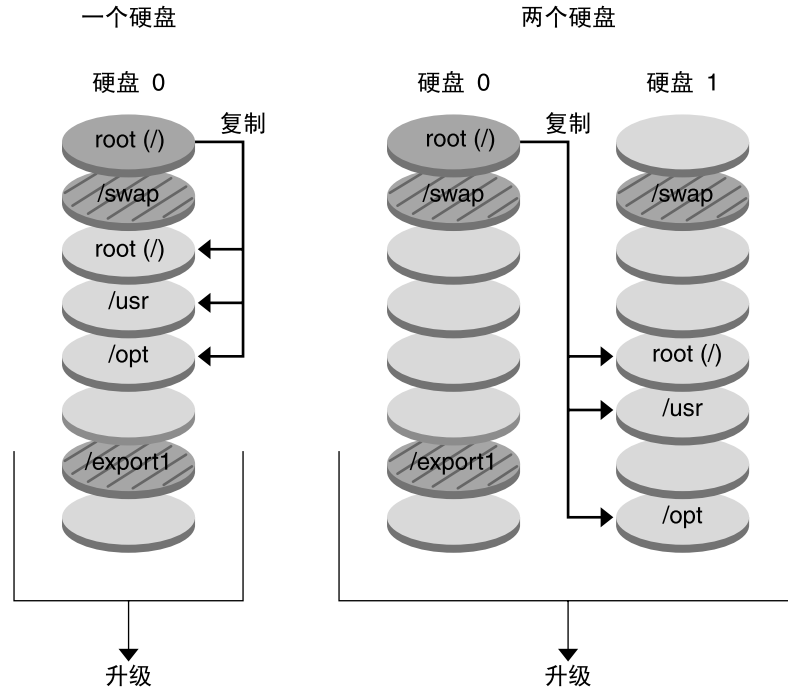 一个硬盘
两个硬盘
硬盘 0
硬盘 0
硬盘 1
root (/)
复制
/swap
root (/)
/usr
/opt
/export1
升级
root (/)
复制
/swap
/export1
/swap
root (/)
/usr
/opt
升级